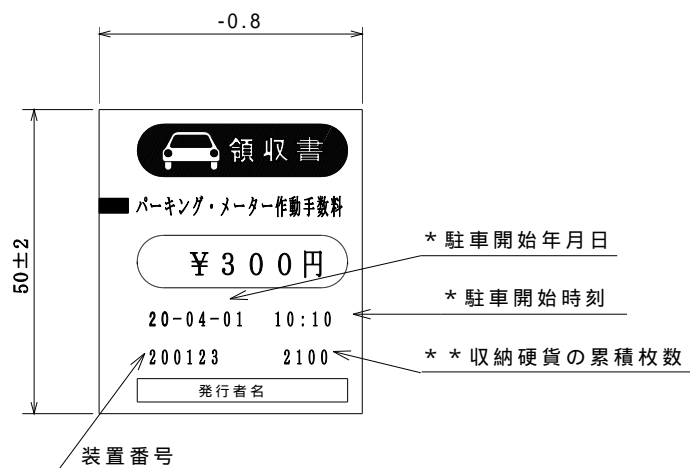 -0.8
50±2
領収書
パーキング・メーター作動手数料
￥300円
*駐車開始年月日
*駐車開始時刻
20-04-01 10:10
200123 2100
**収納硬貨の累積枚数
発行者名
装置番号